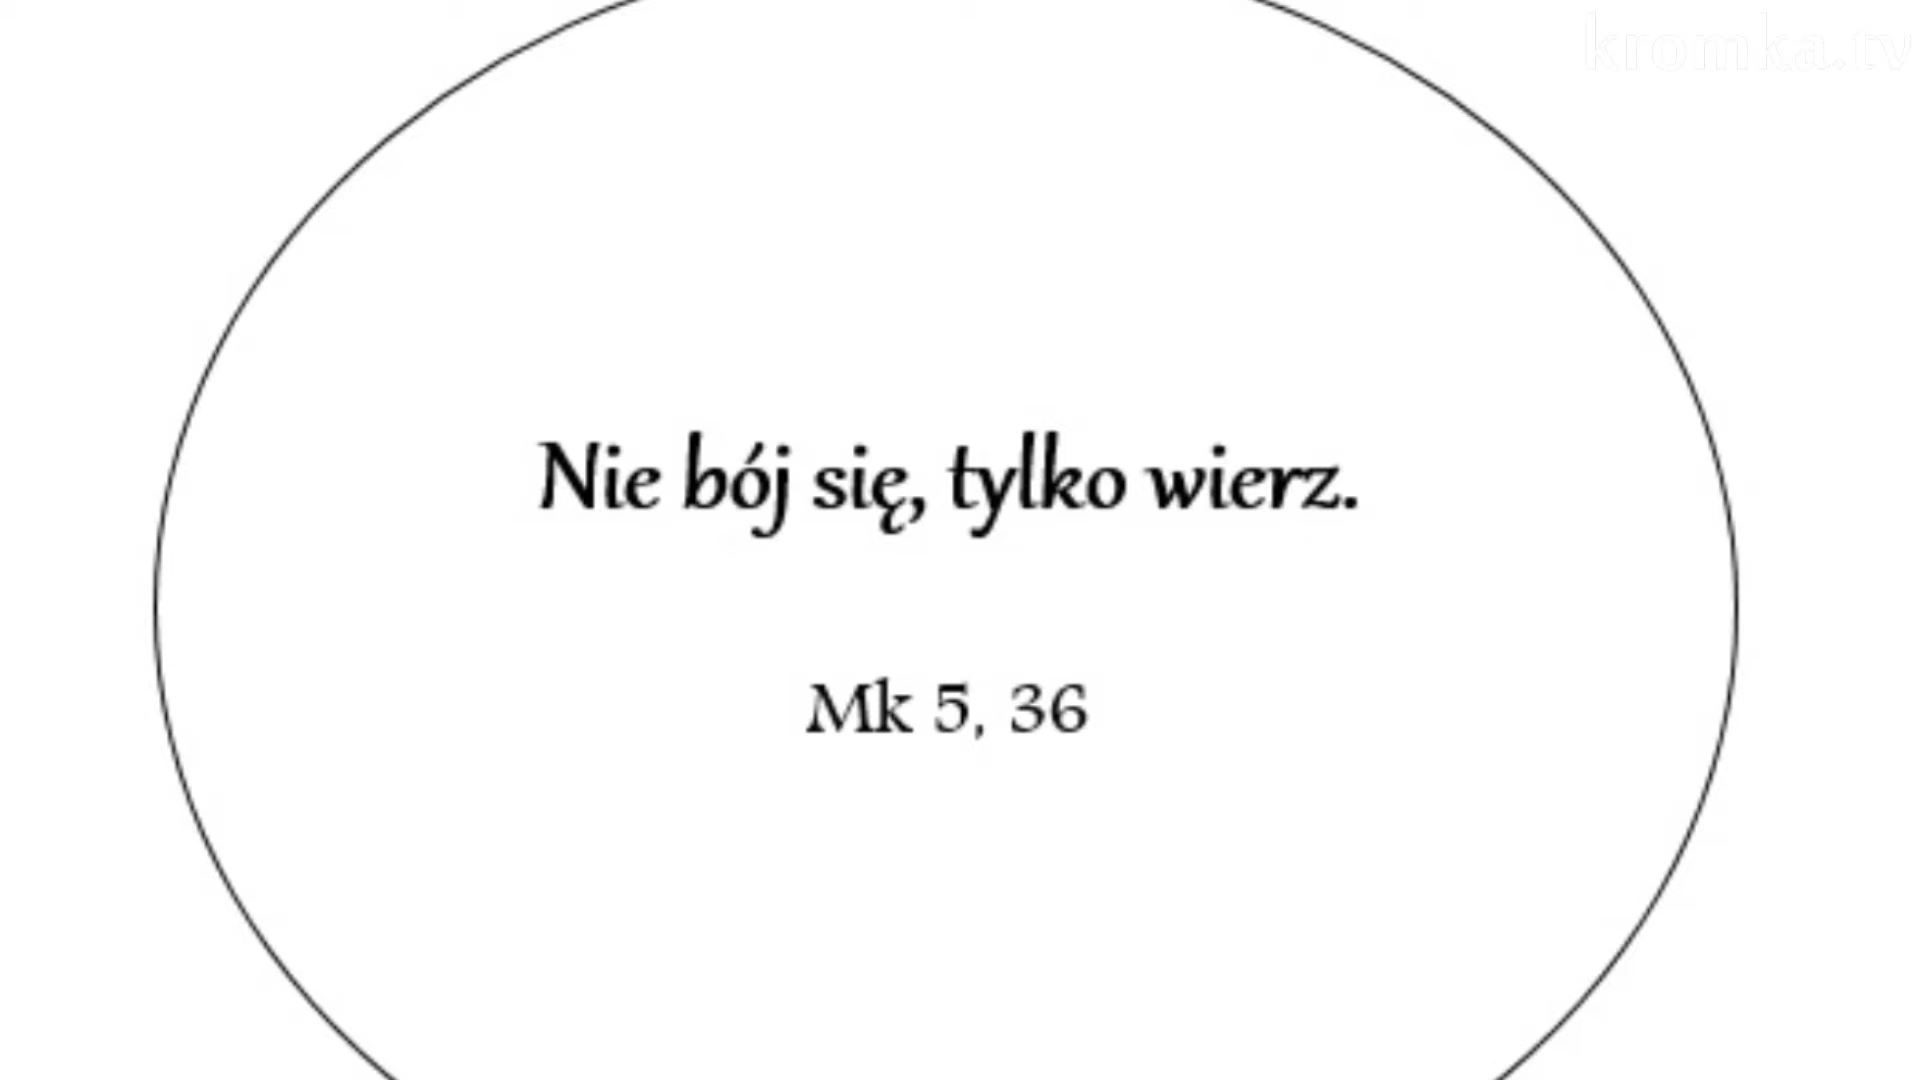 kromka.tv
Nie bój się, tylko wierz.
Mk 5, 36